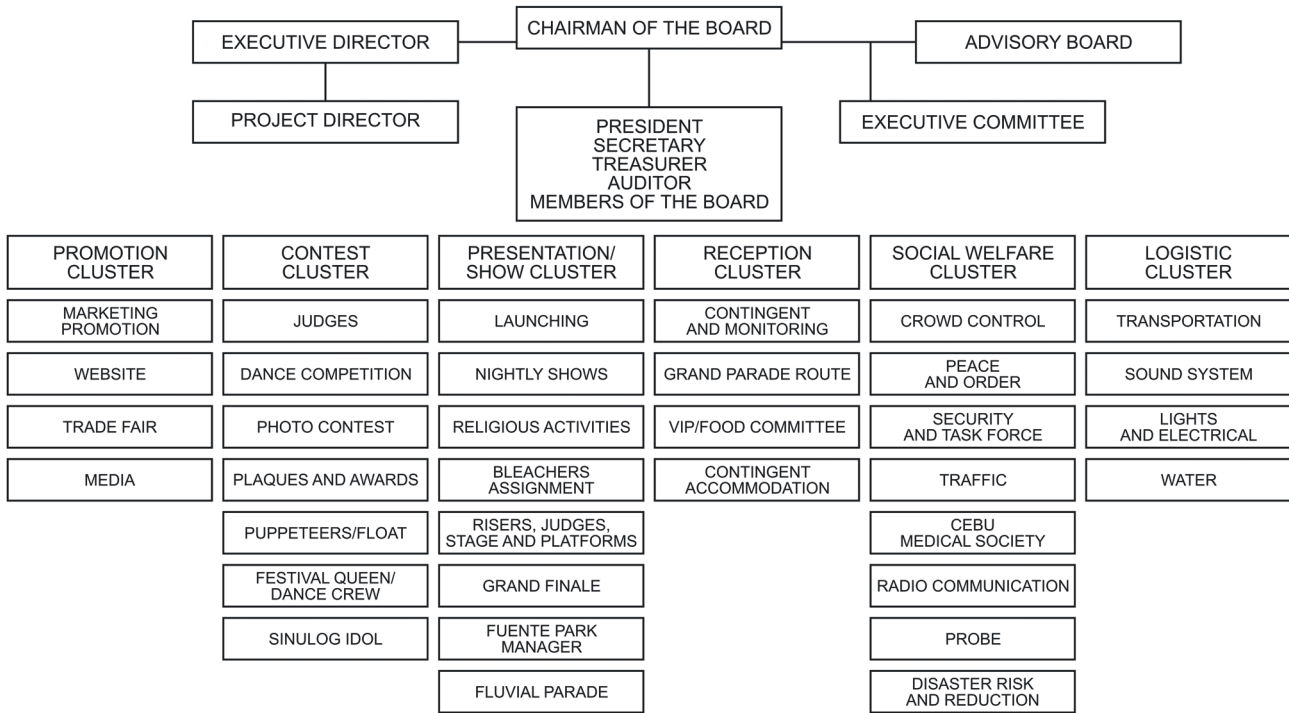 EXECUTIVE DIRECTOR
CHAIRMAN OF THE BOARD
ADVISORY BOARD
PROJECT DIRECTOR
PRESIDENT
SECRETARY
TREASURER
AUDITOR
MEMBERS OF THE BOARD
EXECUTIVE COMMITTEE
PROMOTION
CLUSTER
MARKETING
PROMOTION
WEBSITE
TRADE FAIR
MEDIA
CONTEST
CLUSTER
JUDGES
DANCE COMPETITION
PHOTO CONTEST
PLAQUES AND AWARDS
PUPPETEERS/FLOAT
FESTIVAL QUEEN/
DANCE CREW
SINULOG IDOL
PRESENTATION/
SHOW CLUSTER
LAUNCHING
NIGHTLY SHOWS
RELIGIOUS ACTIVITIES
BLEACHERS
ASSIGNMENT
RISERS, JUDGES,
STAGE AND PLATFORMS
GRAND FINALE
FUENTE PARK
MANAGER
FLUVIAL PARADE
RECEPTION
CLUSTER
CONTINGENT
AND MONITORING
GRAND PARADE ROUTE
VIP/FOOD COMMITTEE
CONTINGENT
ACCOMMODATION
SOCIAL WELFARE
CLUSTER
CROWD CONTROL
PEACE
AND ORDER
SECURITY
AND TASK FORCE
TRAFFIC
CEBU
MEDICAL SOCIETY
RADIO COMMUNICATION
PROBE
DISASTER RISK
AND REDUCTION
LOGISTIC
CLUSTER
TRANSPORTATION
SOUND SYSTEM
LIGHTS
AND ELECTRICAL
WATER